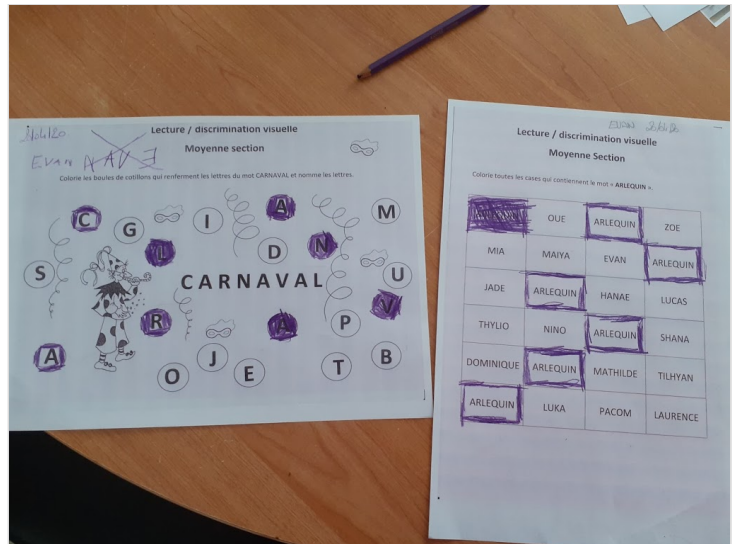 Lecture / discrimination visuelle
EVAN
Moyenne section
Colorie les boules de cotillons qui renferment les lettres du mot CARNAVAL et nomme les lettres.
C G I A M
L D N
S CARNAVAL U
R A P V
A O J E T B
EVAN
Lecture / discrimination visuelle
Moyenne Section
Colorie toutes les cases qui contiennent le mot « ARLEQUIN ».
OUE ARLEQUIN ZOE
MIA MAIYA EVAN ARLEQUIN
JADE ARLEQUIN HANAE LUCAS
THYLIO NINO ARLEQUIN SHANA
DOMINIQUE ARLEQUIN MATHILDE TILHYAN
ARLEQUIN LUKA PACOM LAURENCE